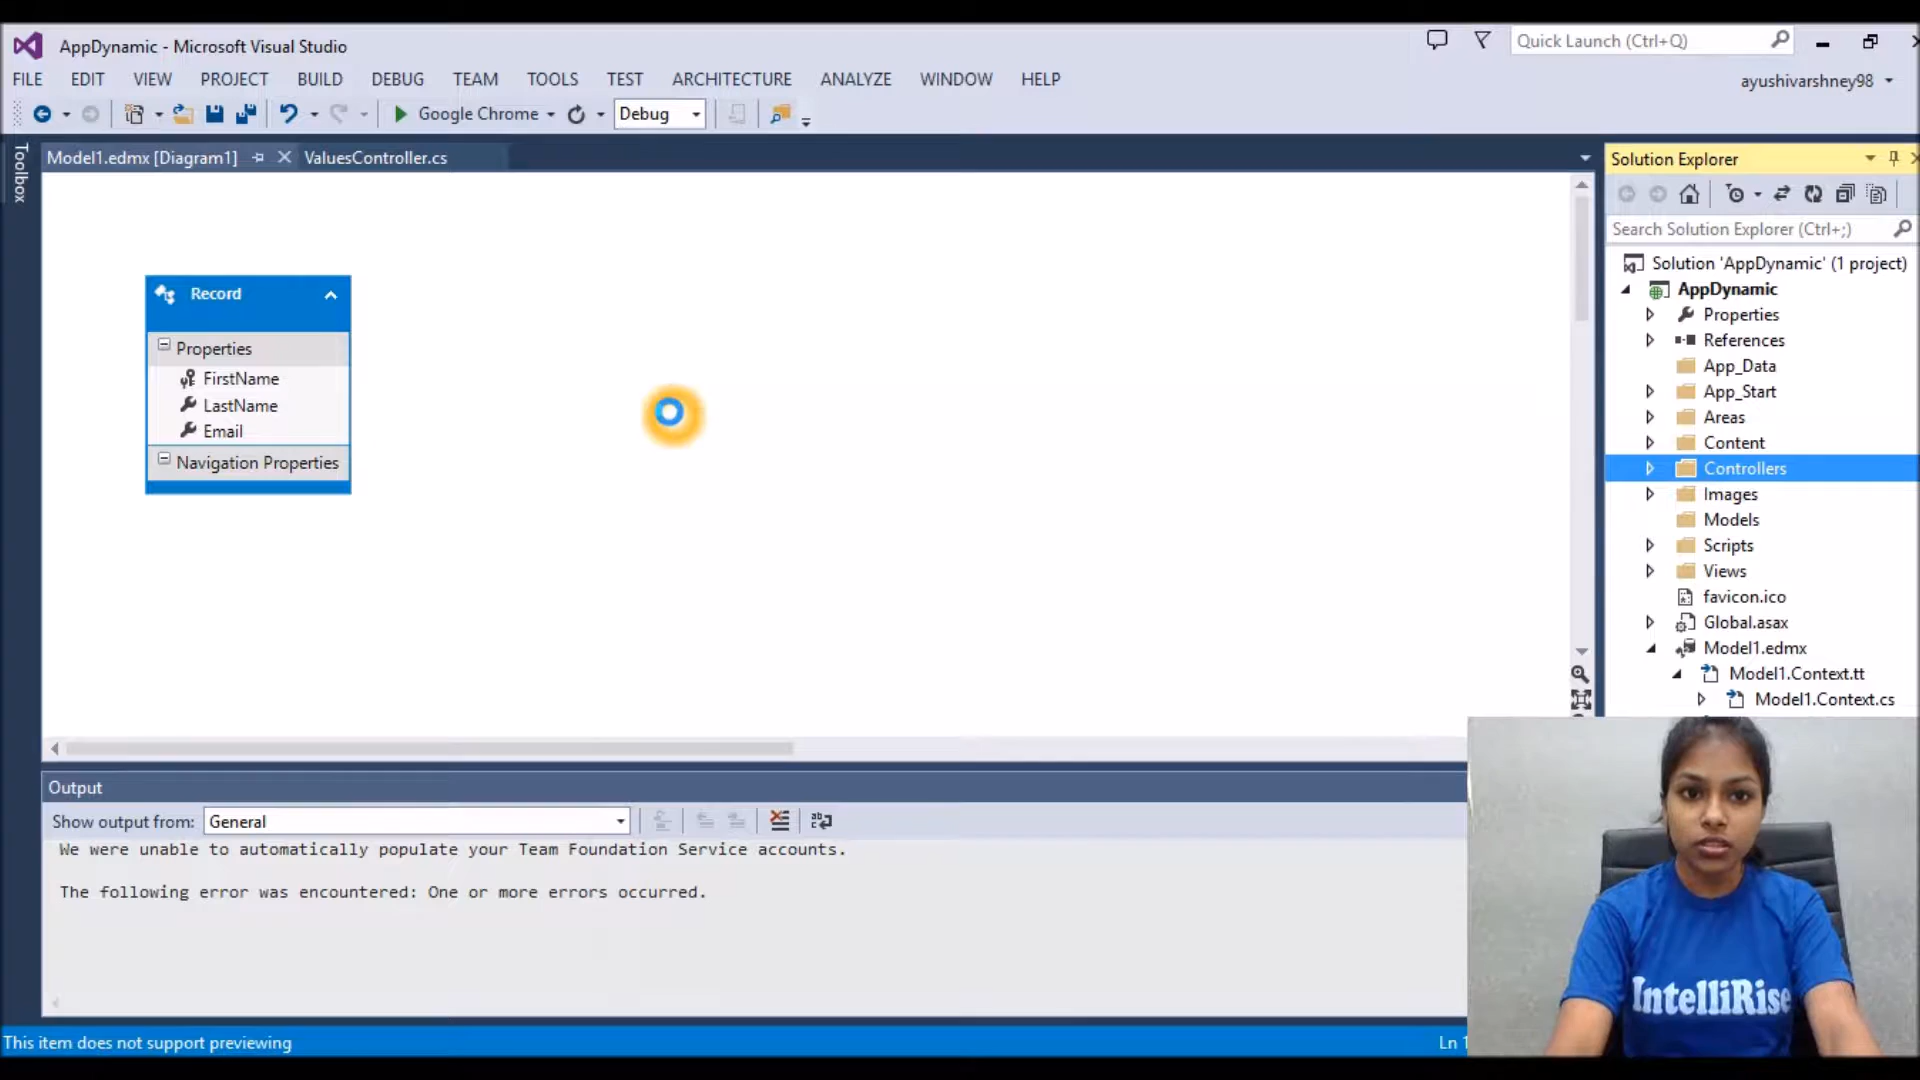 AppDynamic - Microsoft Visual Studio
Quick Launch (Ctrl+Q)
FILE EDIT VIEW PROJECT BUILD DEBUG TEAM TOOLS TEST ARCHITECTURE ANALYZE WINDOW HELP
ayushivarshney98
Google Chrome Debug
Toolbox
Model1.edmx [Diagram1] ValuesController.cs
Record
Properties
FirstName
LastName
Email
Navigation Properties
Solution Explorer
Search Solution Explorer (Ctrl+;)
Solution 'AppDynamic' (1 project)
AppDynamic
Properties
References
App_Data
App_Start
Areas
Content
Controllers
Images
Models
Scripts
Views
favicon.ico
Global.asax
Model1.edmx
Model1.Context.tt
Model1.Context.cs
Output
Show output from: General
We were unable to automatically populate your Team Foundation Service accounts.
The following error was encountered: One or more errors occurred.
This item does not support previewing
Ln 1
IntelliRise